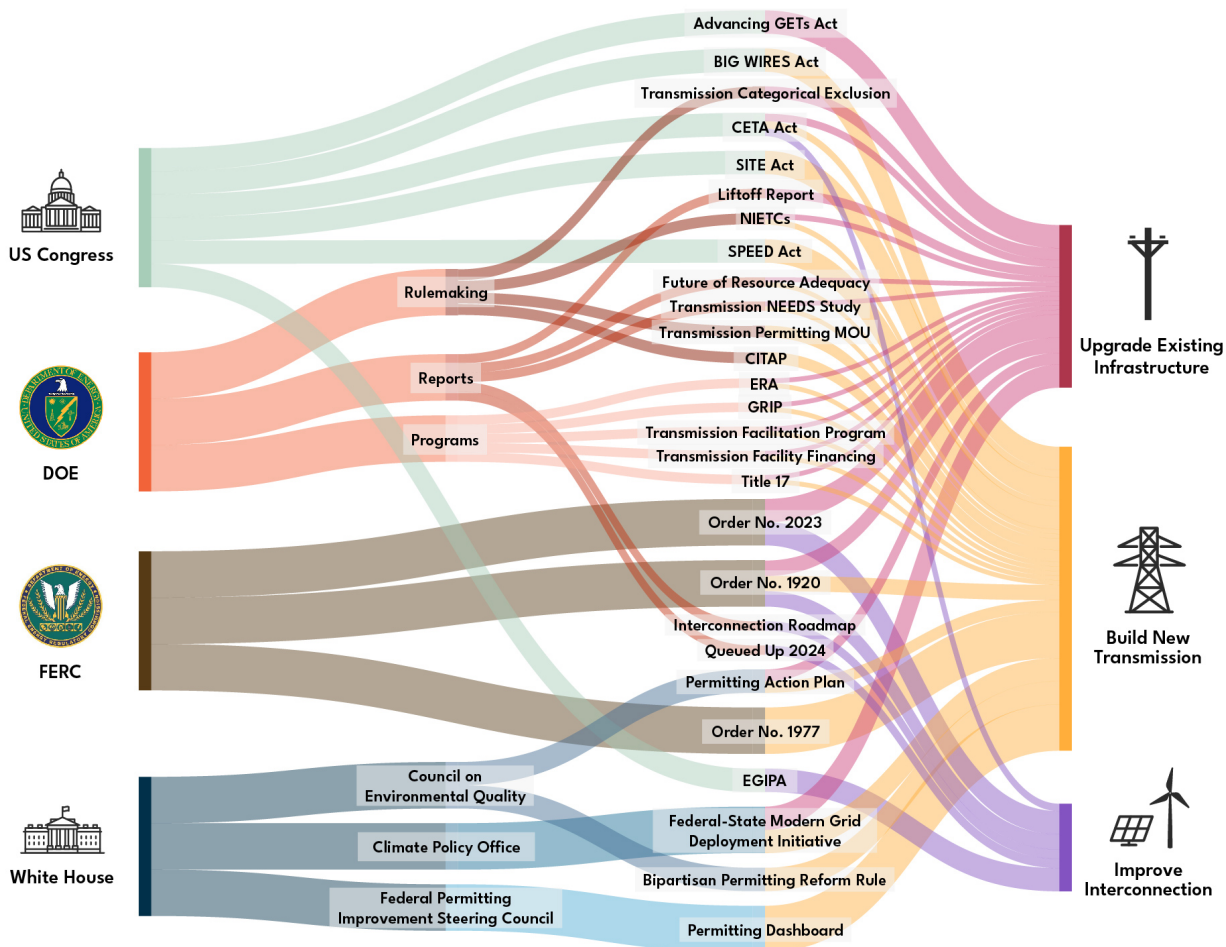 Advancing GETs Act
BIG WIRES Act
Transmission Categorical Exclusion
CETA Act
SITE Act
Liftoff Report
NIETCs
SPEED Act
Future of Resource Adequacy
Transmission NEEDS Study
Transmission Permitting MOU
CITAP
ERA
GRIP
Transmission Facilitation Program
Transmission Facility Financing
Title 17
Order No. 2023
Order No. 1920
Interconnection Roadmap
Queued Up 2024
Permitting Action Plan
Order No. 1977
EGIPA
Federal-State Modern Grid
Deployment Initiative
Bipartisan Permitting Reform Rule
Permitting Dashboard
US Congress
DOE
FERC
White House
Rulemaking
Reports
Programs
Council on
Environmental Quality
Climate Policy Office
Federal Permitting
Improvement Steering Council
Upgrade Existing
Infrastructure
Build New
Transmission
Improve
Interconnection